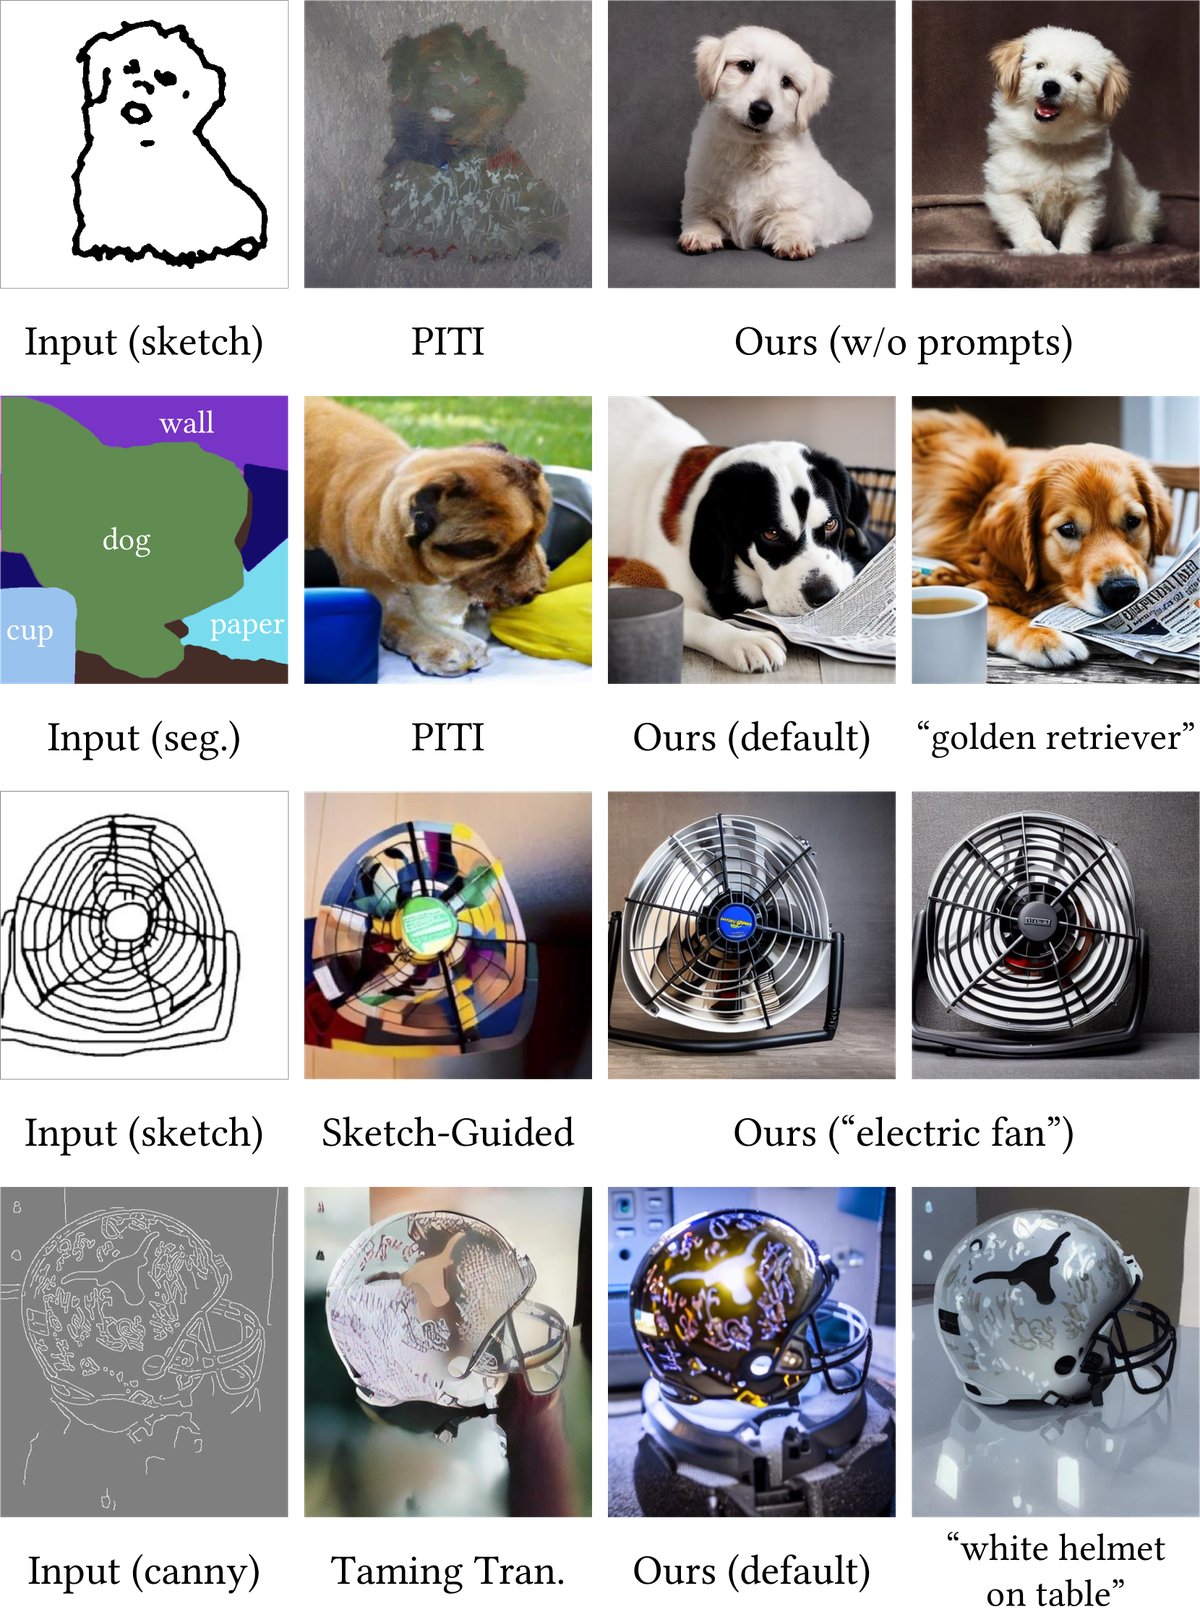 Input (sketch)
PITI
Ours (w/o prompts)
wall
dog
cup
paper
Input (seg.)
PITI
Ours (default)
“golden retriever”
Input (sketch)
Sketch-Guided
Ours (“electric fan”)
Input (canny)
Taming Tran.
Ours (default)
“white helmet
on table”